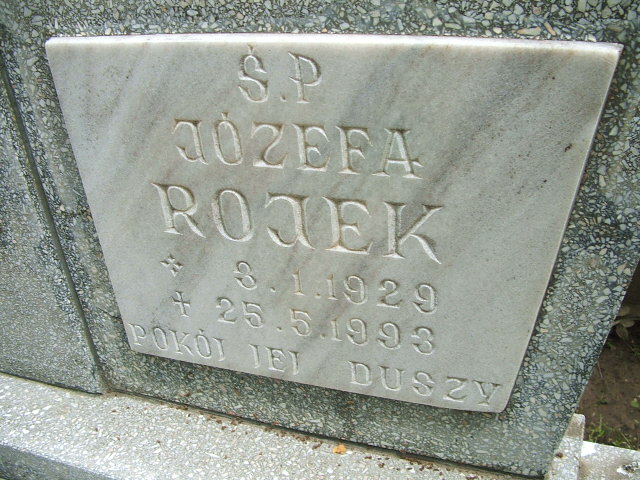 Ś.P
JÓZEFA
ROJEK
* 8.1.1929
+ 25.5.1993
POKÓJ JEJ DUSZY